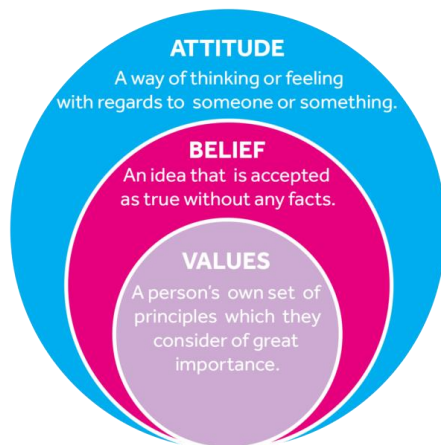 ATTITUDE
A way of thinking or feeling
with regards to someone or something.
BELIEF
An idea that is accepted
as true without any facts.
VALUES
A person's own set of
principles which they
consider of great
importance.